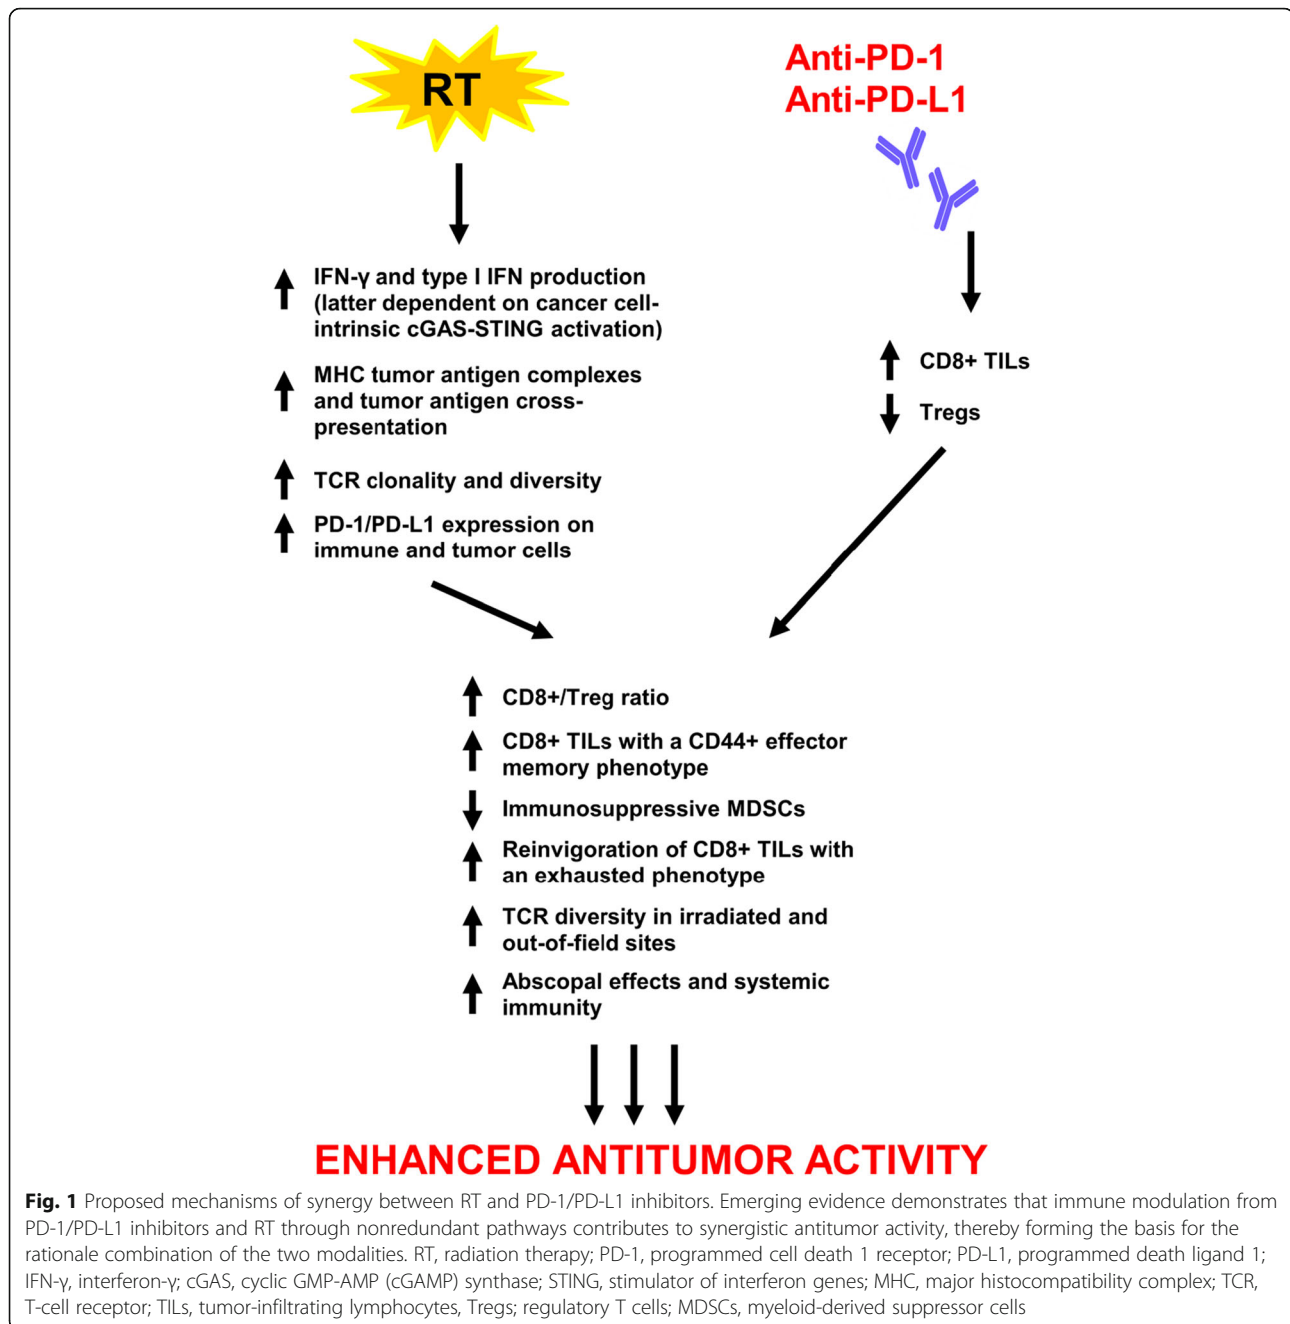 RT
Anti-PD-1
Anti-PD-L1
IFN-γ and type I IFN production
(latter dependent on cancer cell-
intrinsic cGAS-STING activation)
MHC tumor antigen complexes
and tumor antigen cross-
presentation
TCR clonality and diversity
PD-1/PD-L1 expression on
immune and tumor cells
CD8+ TILs
Tregs
CD8+/Treg ratio
CD8+ TILs with a CD44+ effector
memory phenotype
Immunosuppressive MDSCs
Reinvigoration of CD8+ TILs with
an exhausted phenotype
TCR diversity in irradiated and
out-of-field sites
Abscopal effects and systemic
immunity
ENHANCED ANTITUMOR ACTIVITY
Fig. 1 Proposed mechanisms of synergy between RT and PD-1/PD-L1 inhibitors. Emerging evidence demonstrates that immune modulation from
PD-1/PD-L1 inhibitors and RT through nonredundant pathways contributes to synergistic antitumor activity, thereby forming the basis for the
rationale combination of the two modalities. RT, radiation therapy; PD-1, programmed cell death 1 receptor; PD-L1, programmed death ligand 1;
IFN-γ, interferon-γ; cGAS, cyclic GMP-AMP (cGAMP) synthase; STING, stimulator of interferon genes; MHC, major histocompatibility complex; TCR,
T-cell receptor; TILs, tumor-infiltrating lymphocytes, Tregs; regulatory T cells; MDSCs, myeloid-derived suppressor cells